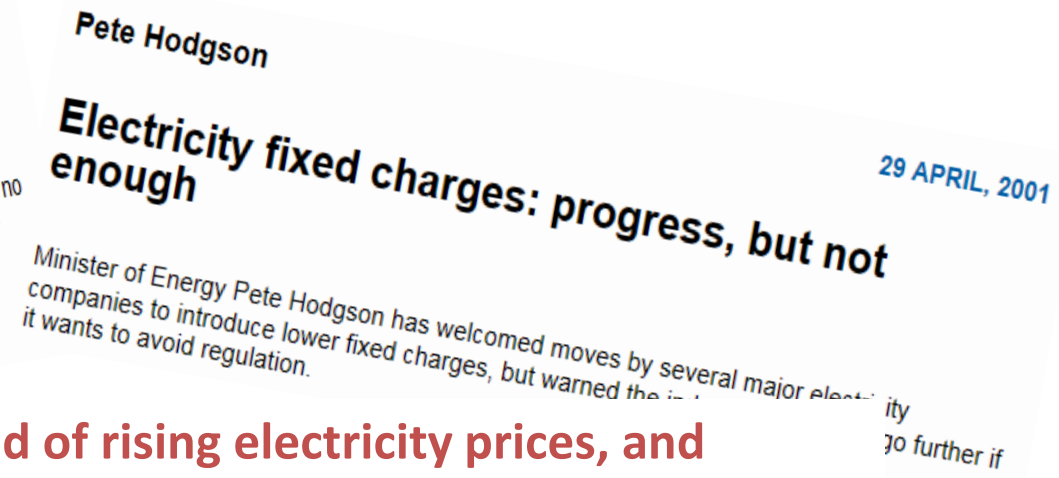 Pete Hodgson
29 APRIL, 2001
Electricity fixed charges: progress, but not
enough
no
Minister of Energy Pete Hodgson has welcomed moves by several major ity
companies to introduce lower fixed charges, but warned the go further if
it wants to avoid regulation.
d of rising electricity prices, and